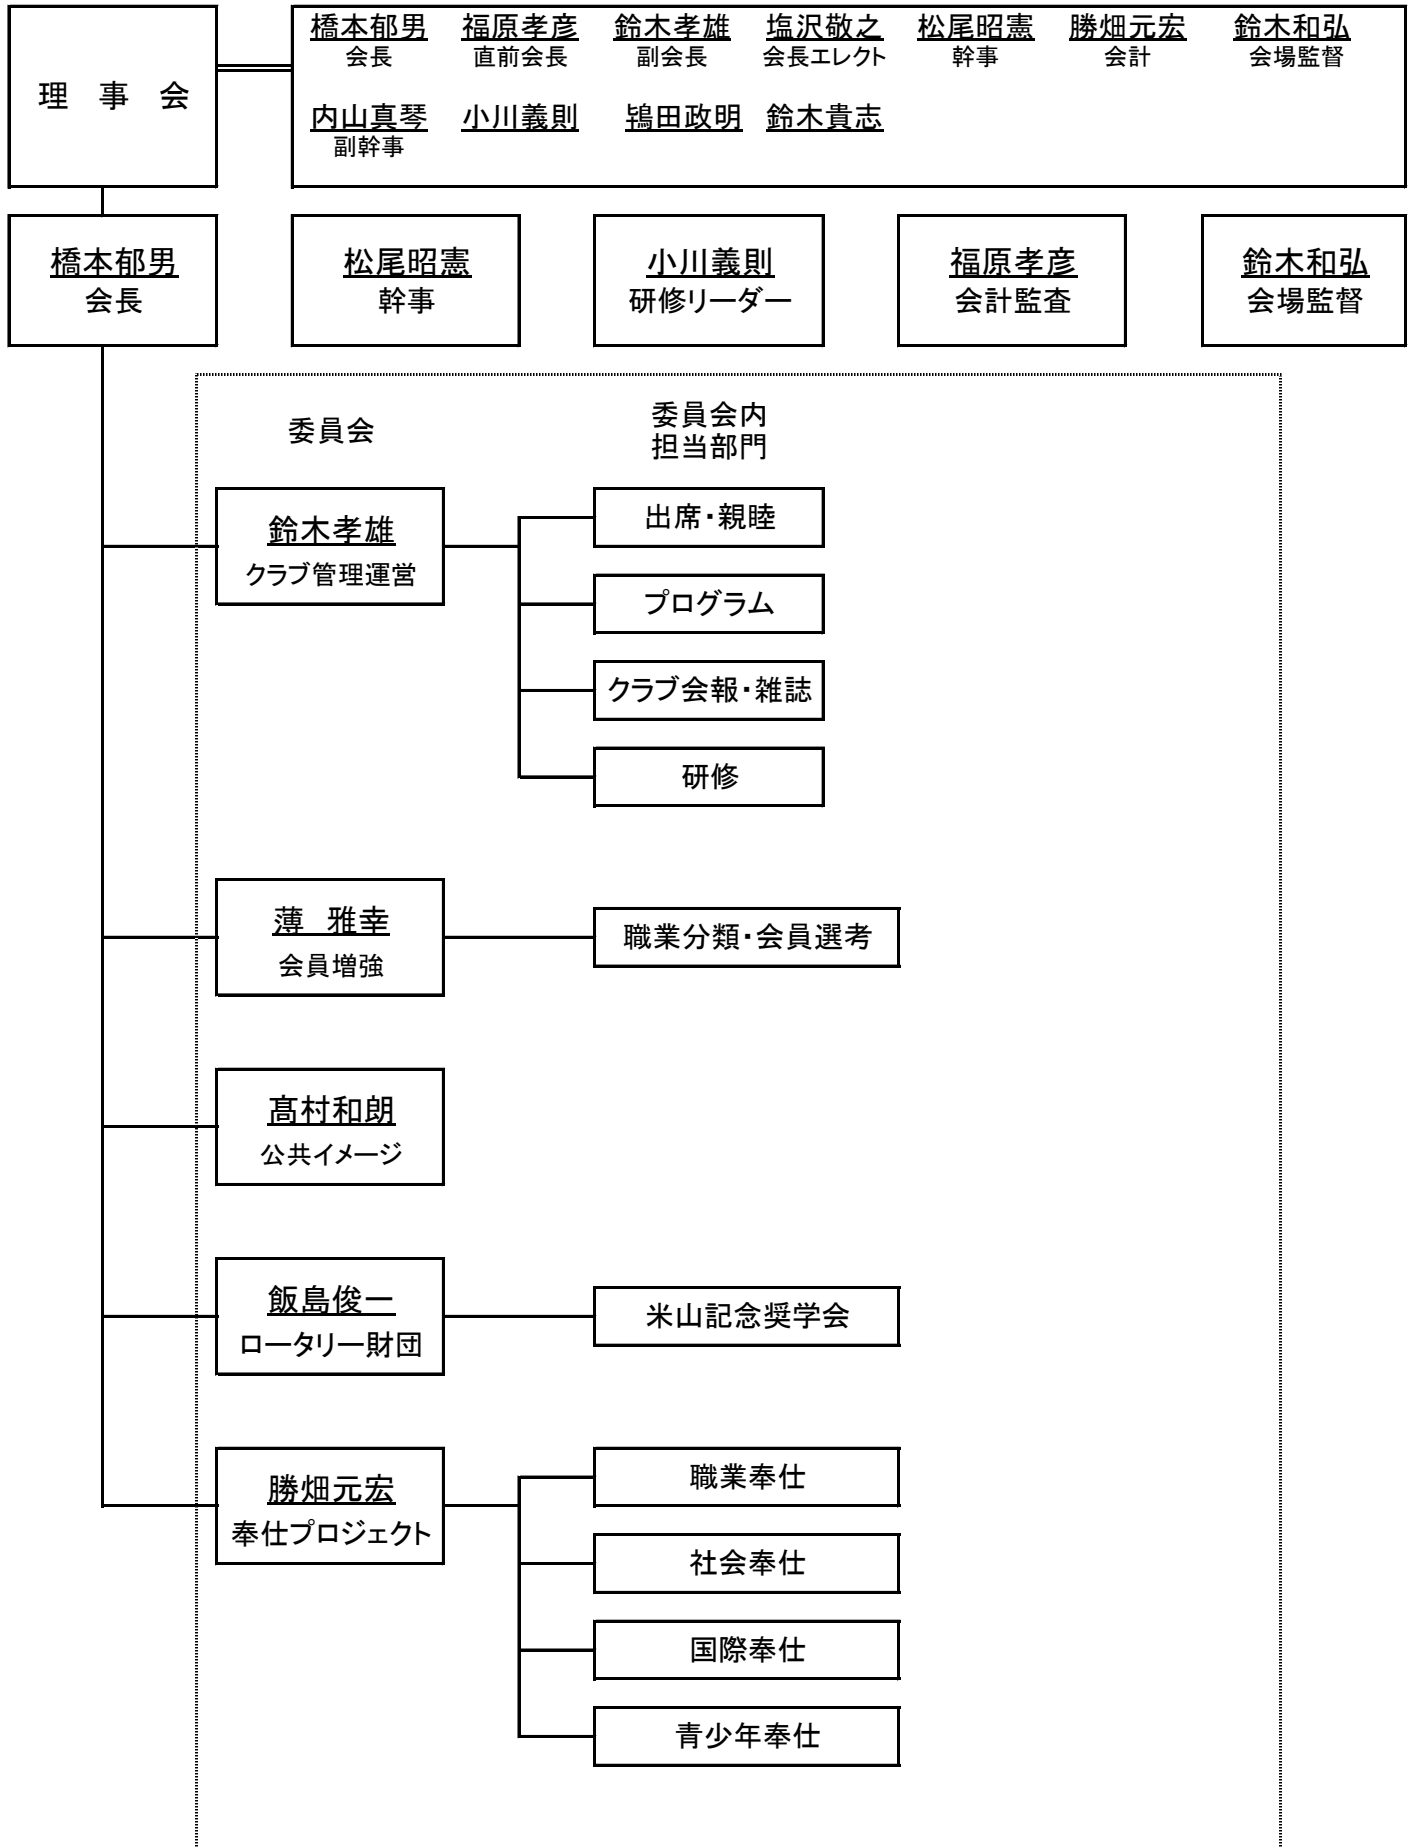 理 事 会
橋本郁男 福原孝彦 鈴木孝雄 塩沢敬之 松尾昭憲 勝畑元宏 鈴木和弘
会長 直前会長 副会長 会長エレクト 幹事 会計 会場監督
内山真琴 小川義則 鴇田政明 鈴木貴志
副幹事
橋本郁男
会長
松尾昭憲
幹事
小川義則
研修リーダー
福原孝彦
会計監査
鈴木和弘
会場監督
委員会
委員会内
担当部門
鈴木孝雄
クラブ管理運営
出席・親睦
プログラム
クラブ会報・雑誌
研修
薄 雅幸
会員増強
職業分類・会員選考
髙村和朗
公共イメージ
飯島俊一
ロータリー財団
米山記念奨学会
勝畑元宏
奉仕プロジェクト
職業奉仕
社会奉仕
国際奉仕
青少年奉仕